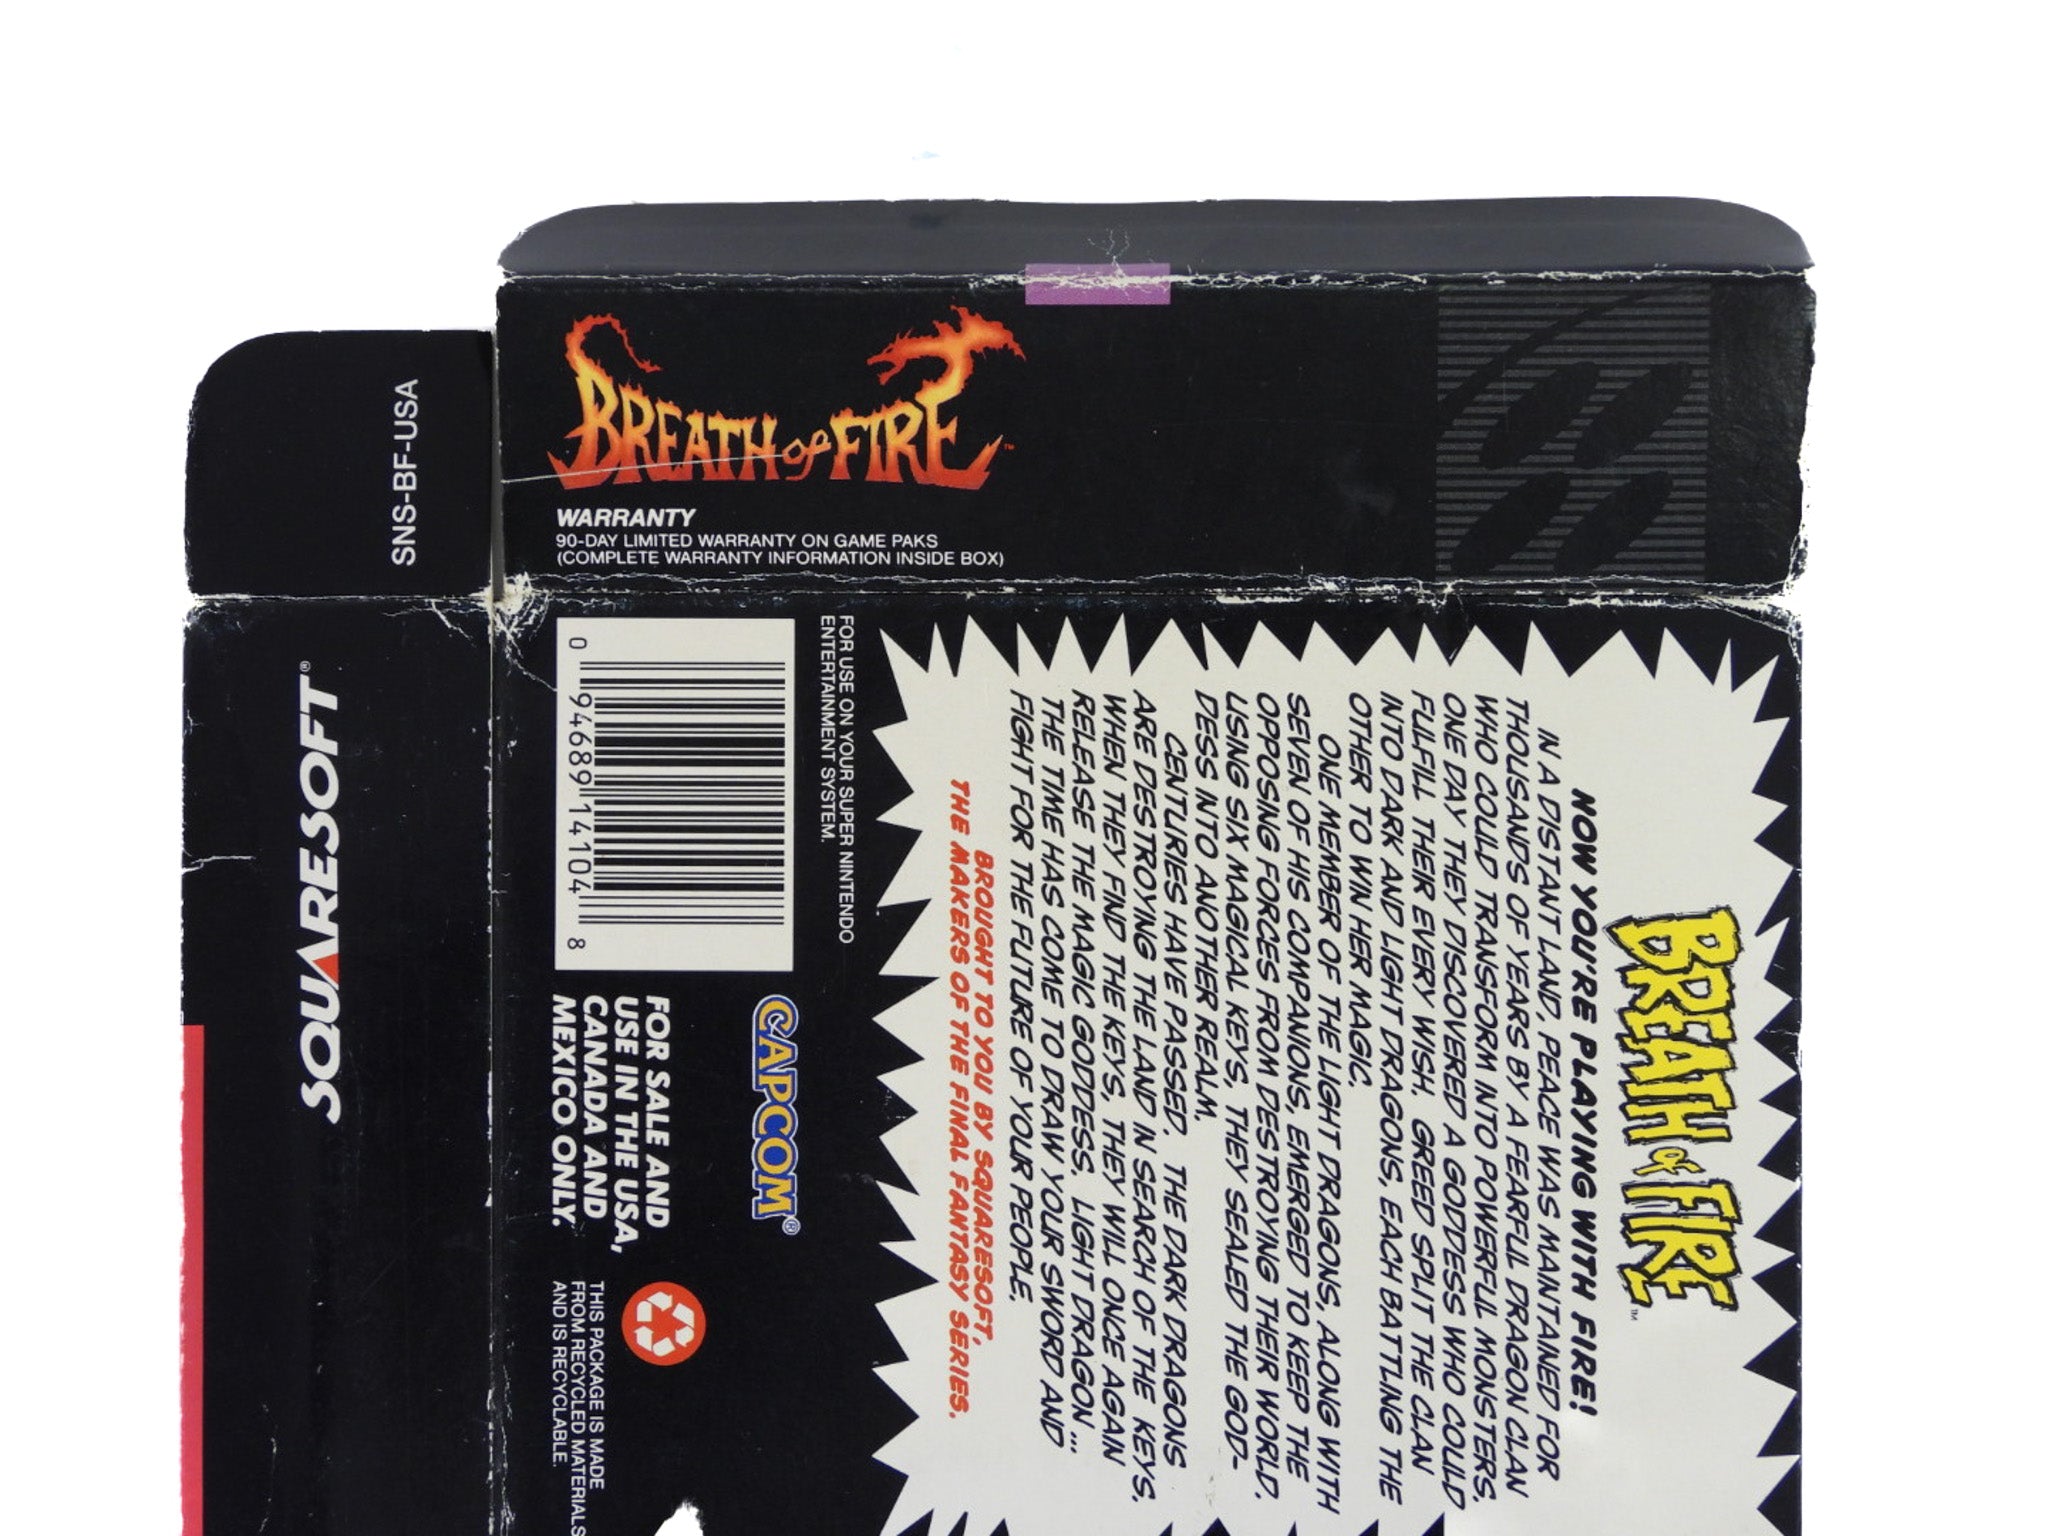 SNS-BF-USA
BREATH of FIRE™
WARRANTY
90-DAY LIMITED WARRANTY ON GAME PAKS
(COMPLETE WARRANTY INFORMATION INSIDE BOX)
SQUARESOFT®
BREATH of FIRE™
NOW YOU'RE PLAYING WITH FIRE!
IN A DISTANT LAND, PEACE WAS MAINTAINED FOR
THOUSANDS OF YEARS BY A FEARFUL DRAGON CLAN
WHO COULD TRANSFORM INTO POWERFUL MONSTERS.
ONE DAY THEY DISCOVERED A GODDESS WHO COULD
FULFILL THEIR EVERY WISH. GREED SPLIT THE CLAN
INTO DARK AND LIGHT DRAGONS, EACH BATTLING THE
OTHER TO WIN HER MAGIC.
ONE MEMBER OF THE LIGHT DRAGONS, ALONG WITH
SEVEN OF HIS COMPANIONS, EMERGED TO KEEP THE
OPPOSING FORCES FROM DESTROYING THEIR WORLD.
USING SIX MAGICAL KEYS, THEY SEALED THE GOD-
DESS INTO ANOTHER REALM.
CENTURIES HAVE PASSED. THE DARK DRAGONS
ARE DESTROYING THE LAND IN SEARCH OF THE KEYS.
WHEN THEY FIND THE KEYS, THEY WILL ONCE AGAIN
RELEASE THE MAGIC GODDESS. LIGHT DRAGON ...
THE TIME HAS COME TO DRAW YOUR SWORD AND
FIGHT FOR THE FUTURE OF YOUR PEOPLE.
BROUGHT TO YOU BY SQUARESOFT,
THE MAKERS OF THE FINAL FANTASY SERIES.
FOR USE ON YOUR SUPER NINTENDO
ENTERTAINMENT SYSTEM.
0 94689 14104 8
CAPCOM®
FOR SALE AND
USE IN THE USA,
CANADA AND
MEXICO ONLY.
THIS PACKAGE IS MADE
FROM RECYCLED MATERIALS
AND IS RECYCLABLE.